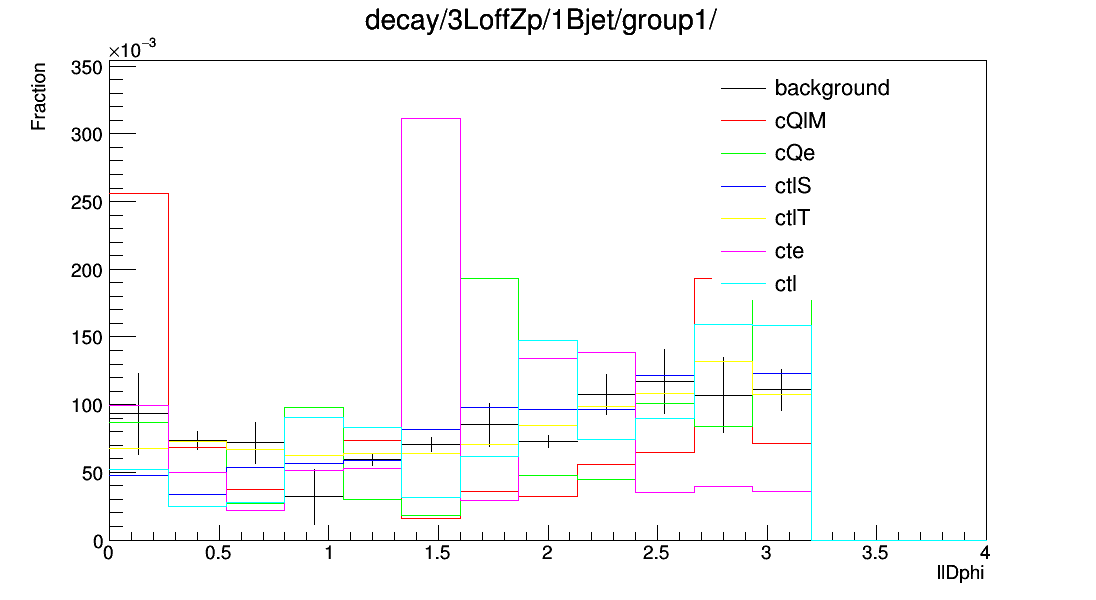 decay/3LoffZp/1Bjet/group1/
×10⁻³
Fraction
350
300
250
200
150
100
50
0
background
cQlM
cQe
ctlS
ctlT
cte
ctl
0 0.5 1 1.5 2 2.5 3 3.5 4
llDphi